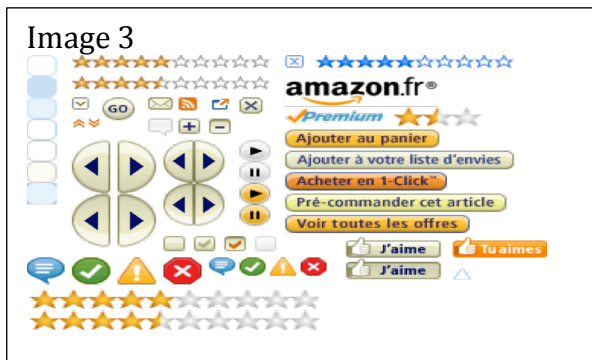 Image 3
GO
amazon.fr®
Premium
Ajouter au panier
Ajouter à votre liste d'envies
Acheter en 1-Click™
Pré-commander cet article
Voir toutes les offres
J'aime
Tu aimes
J'aime